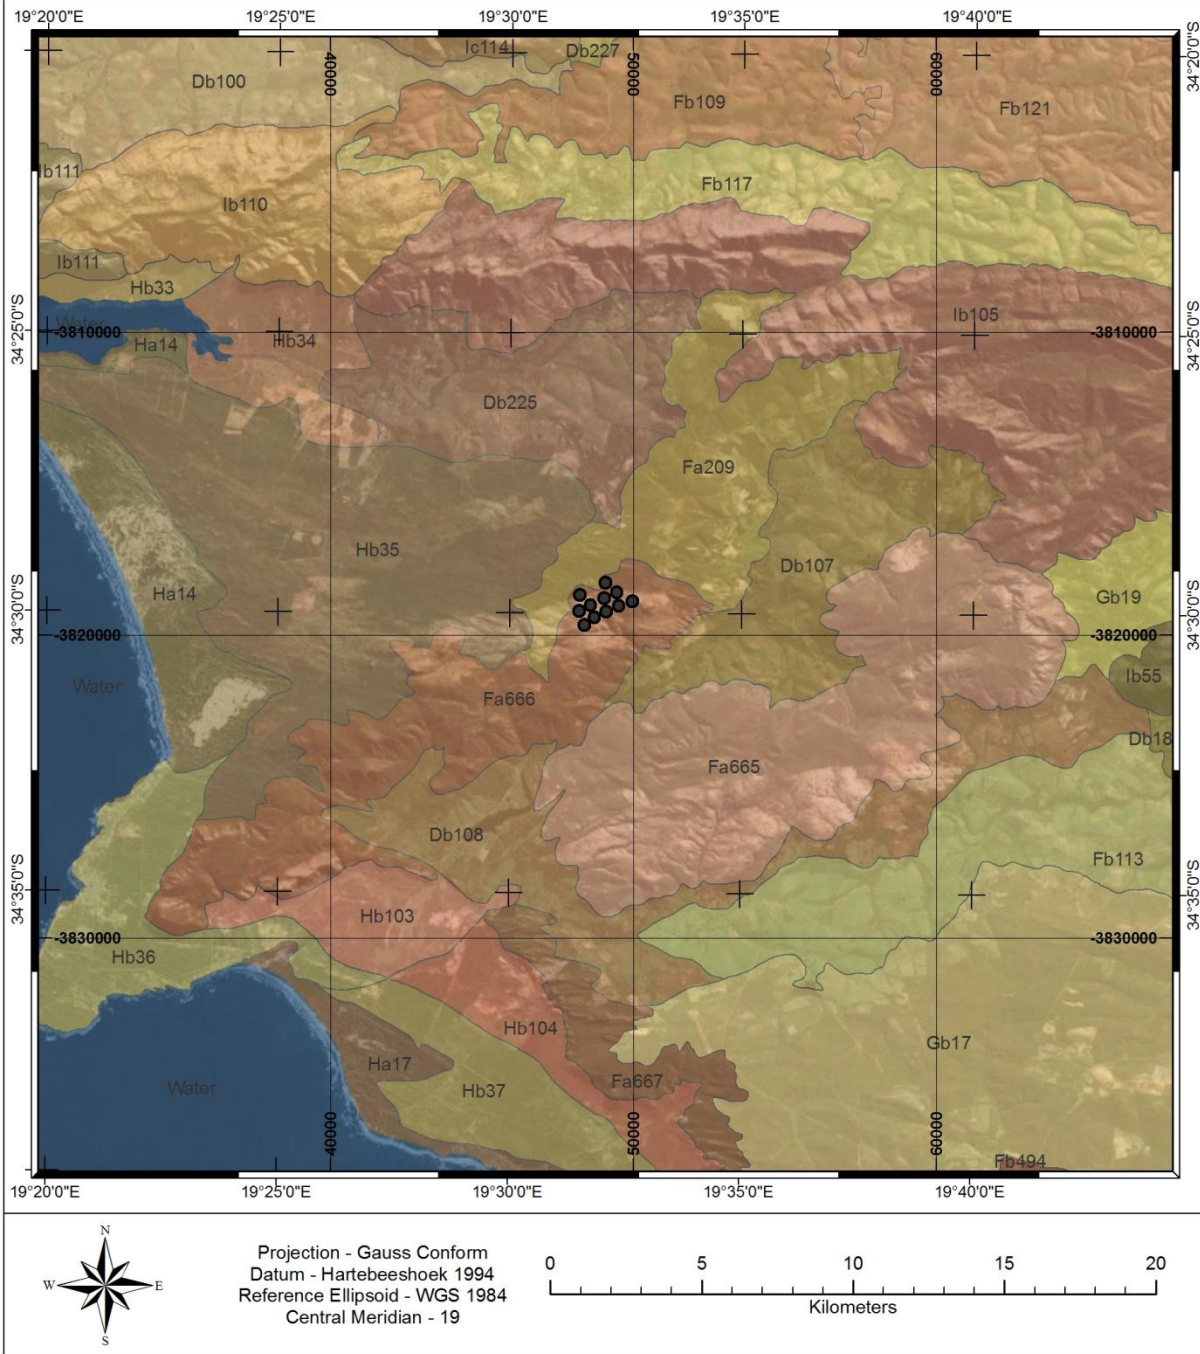 19°20'0"E 19°25'0"E 19°30'0"E 19°35'0"E 19°40'0"E
34°20'0"S
Ic114 Db227
Db100
40000 50000 60000
Fb109 Fb121
Ib111
Fb117
Ib110
Ib111
Hb33
Water
Ib105
34°25'0"S -3810000 -3810000 34°25'0"S
Ha14 Hb34
Db225
Fa209
Hb35
Db107
Ha14 Gb19
34°30'0"S 34°30'0"S
-3820000 -3820000
Ib55
Water
Fa666
Db18
Fa665
Db108
Fb113
34°35'0"S 34°35'0"S
Hb103
-3830000 -3830000
Hb36
Hb104
Gb17
Ha17
Fa667
Water Hb37
40000 50000 60000
Fb494
19°20'0"E 19°25'0"E 19°30'0"E 19°35'0"E 19°40'0"E
N
W E
S
Projection - Gauss Conform
Datum - Hartebeeshoek 1994
Reference Ellipsoid - WGS 1984
Central Meridian - 19
0 5 10 15 20
Kilometers